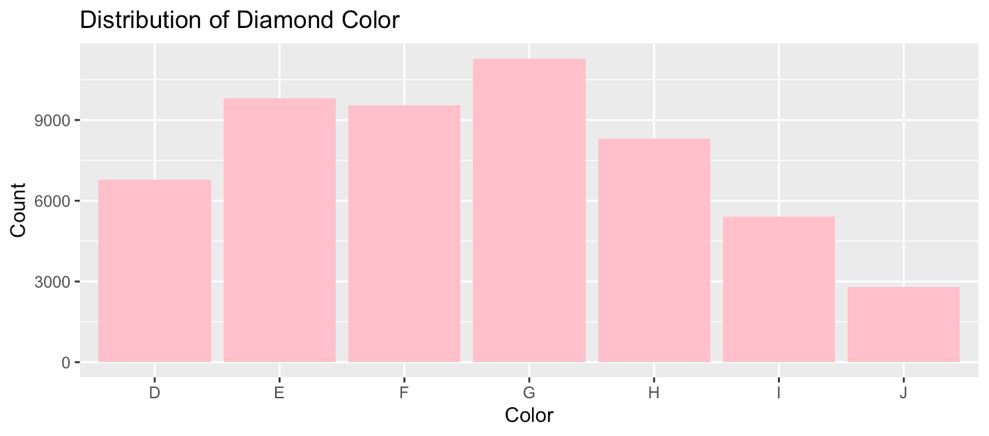 Distribution of Diamond Color
Count
9000
6000
3000
0
D E F G H I J
Color